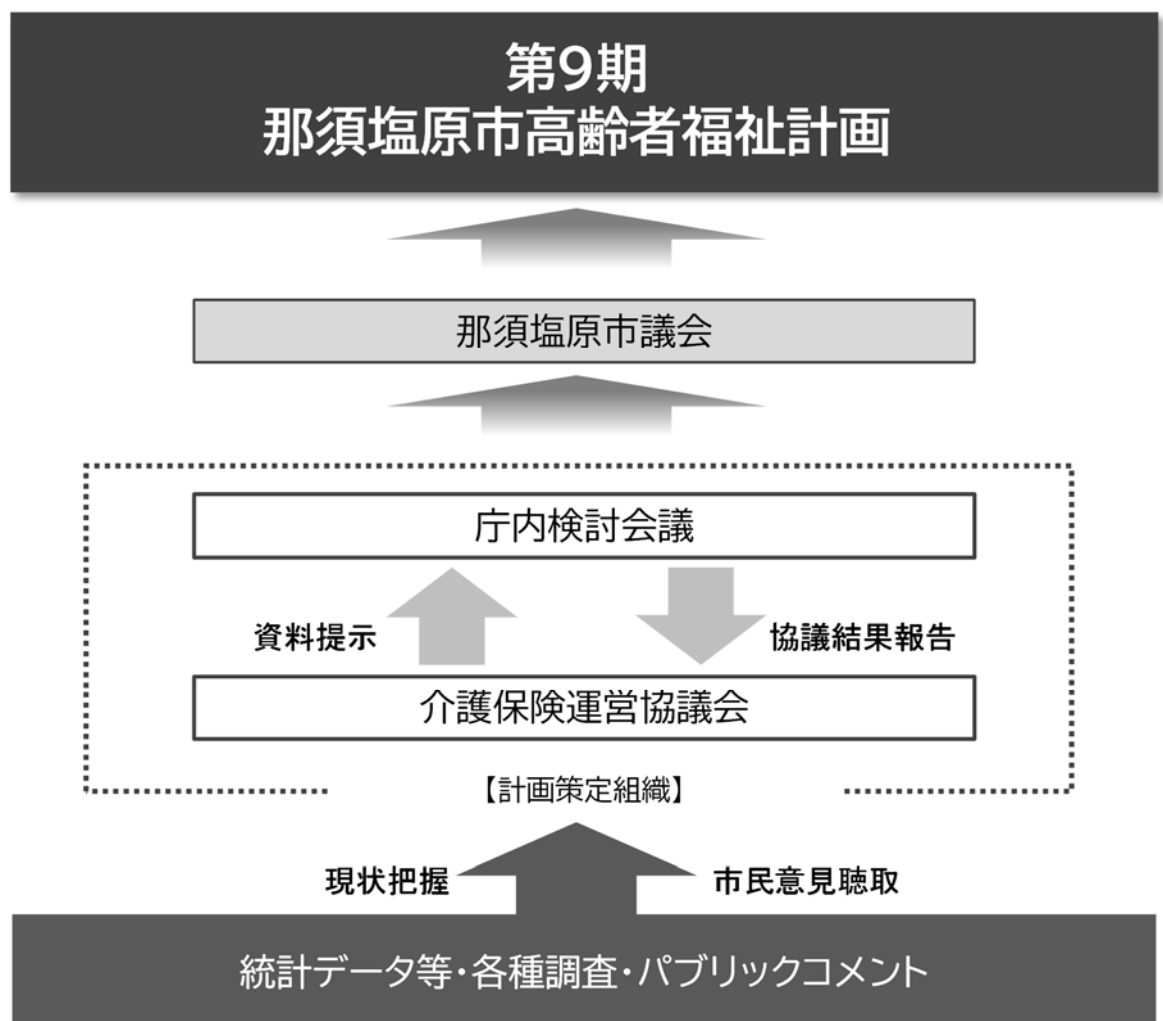 第9期
那須塩原市高齢者福祉計画
那須塩原市議会
庁内検討会議
資料提示
協議結果報告
介護保険運営協議会
【計画策定組織】
現状把握
市民意見聴取
統計データ等・各種調査・パブリックコメント